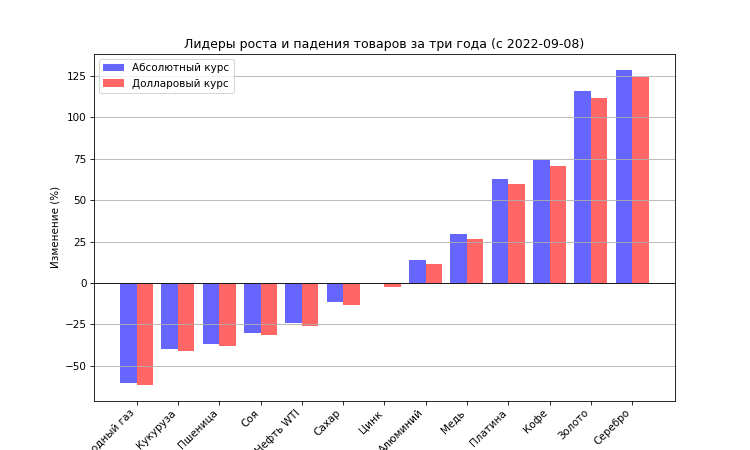 Лидеры роста и падения товаров за три года (с 2022-09-08)
Абсолютный курс
Долларовый курс
Изменение (%)
125
100
75
50
25
0
−25
−50
газ
Кукуруза
Пшеница
Соя
Нефть WTI
Сахар
Цинк
Алюминий
Медь
Платина
Кофе
Золото
Серебро